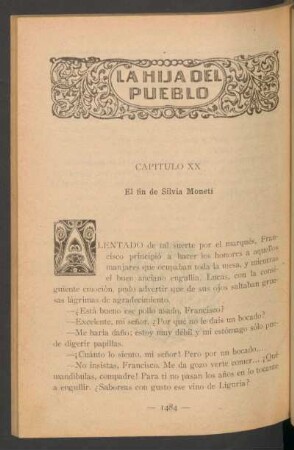 LA HIJA DEL
PUEBLO
CAPITULO XX
El fin de Silvia Moneti
ALENTADO de tal suerte por el marqués, Fran-
cisco principió a hacer los honores a aquellos
manjares que ocupaban toda la mesa, y mientras
el buen anciano engullía, Lucas, con la consi-
guiente emoción, pudo advertir que de sus ojos saltaban grue-
sas lágrimas de agradecimiento.
—¿Está bueno ese pollo asado, Francisco?
—Excelente, mi señor. ¿Por qué no le dais un bocado?
—Me haría daño; estoy muy débil y mi estómago sólo pue-
de digerir papillas.
—¡Cuánto lo siento, mi señor! Pero por un bocado...
—No insistas, Francisco. Me da gozo verte comer... ¡Qué
mandíbulas, compadre! Para ti no pasan los años en lo tocante
a engullir. ¿Saboreas con gusto ese vino de Liguria?
— 1484 —